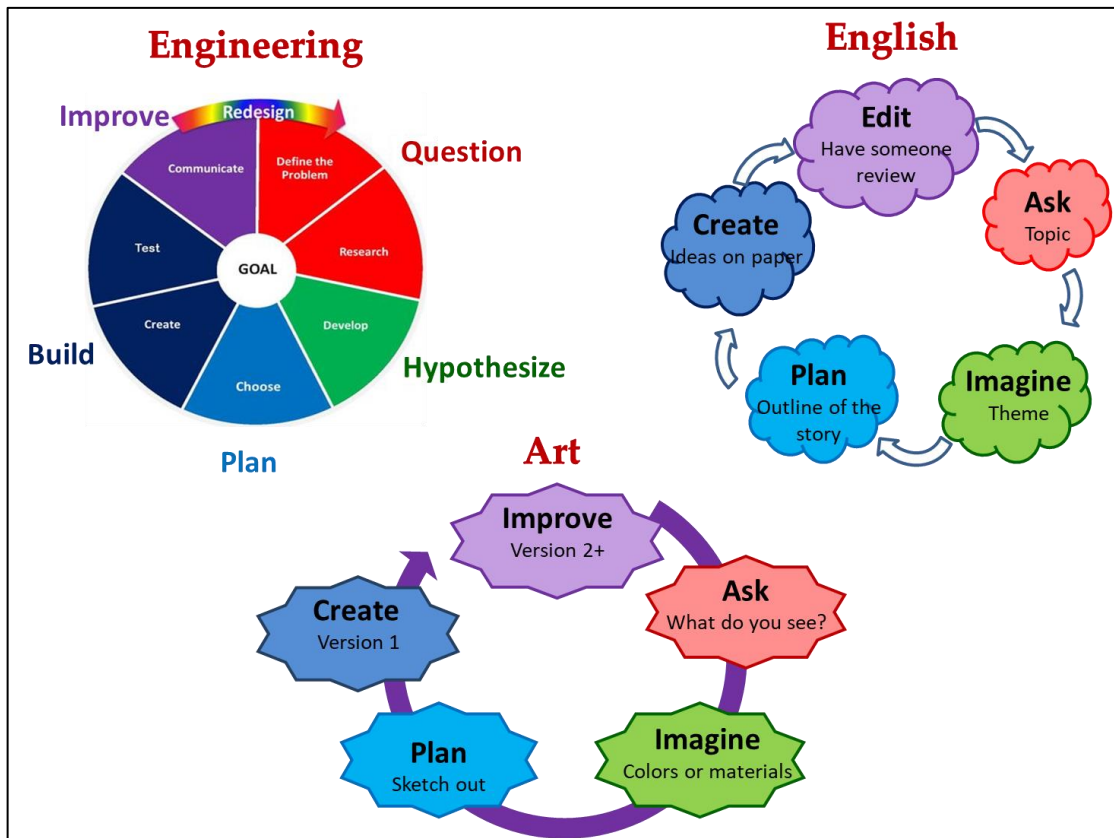 Engineering
Improve
Redesign
Question
Communicate
Define the
Problem
Test
Research
GOAL
Create
Develop
Build
Choose
Hypothesize
Plan
English
Edit
Have someone
review
Ask
Topic
Imagine
Theme
Plan
Outline of the
story
Create
Ideas on paper
Art
Improve
Version 2+
Ask
What do you see?
Imagine
Colors or materials
Plan
Sketch out
Create
Version 1